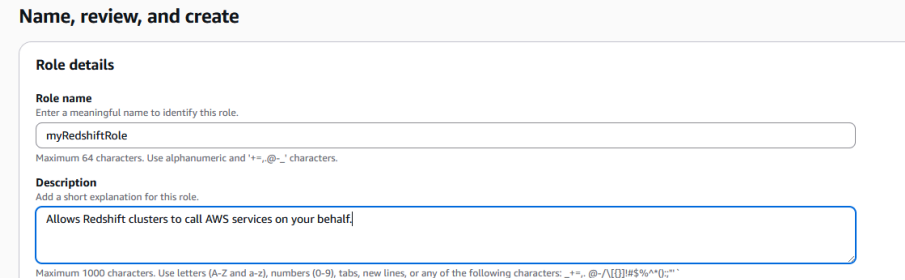 Name, review, and create
Role details
Role name
Enter a meaningful name to identify this role.
myRedshiftRole
Maximum 64 characters. Use alphanumeric and '+=,.@-_' characters.
Description
Add a short explanation for this role.
Allows Redshift clusters to call AWS services on your behalf.
Maximum 1000 characters. Use letters (A-Z and a-z), numbers (0-9), tabs, new lines, or any of the following characters: _+=,. @-/\[{}]!#$%^*();:"'`